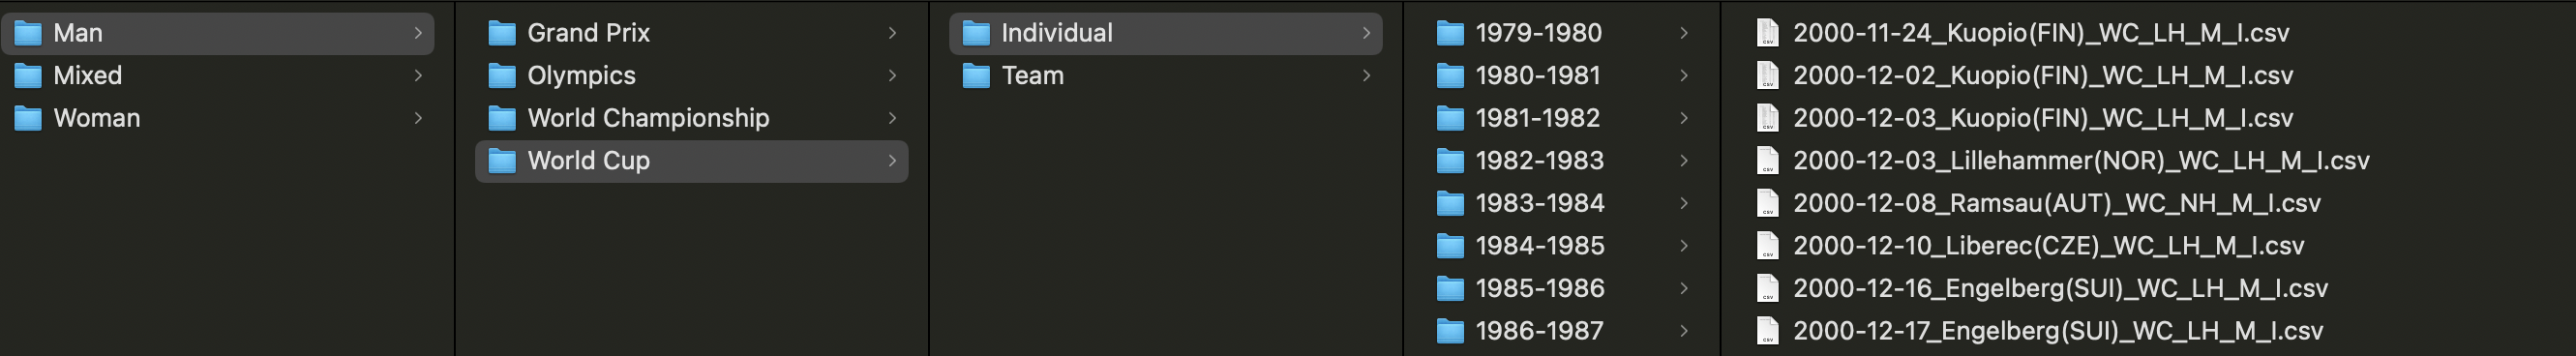 Man
Mixed
Woman
Grand Prix
Olympics
World Championship
World Cup
Individual
Team
1979-1980
1980-1981
1981-1982
1982-1983
1983-1984
1984-1985
1985-1986
1986-1987
2000-11-24_Kuopio(FIN)_WC_LH_M_I.csv
2000-12-02_Kuopio(FIN)_WC_LH_M_I.csv
2000-12-03_Kuopio(FIN)_WC_LH_M_I.csv
2000-12-03_Lillehammer(NOR)_WC_LH_M_I.csv
2000-12-08_Ramsau(AUT)_WC_NH_M_I.csv
2000-12-10_Liberec(CZE)_WC_LH_M_I.csv
2000-12-16_Engelberg(SUI)_WC_LH_M_I.csv
2000-12-17_Engelberg(SUI)_WC_LH_M_I.csv